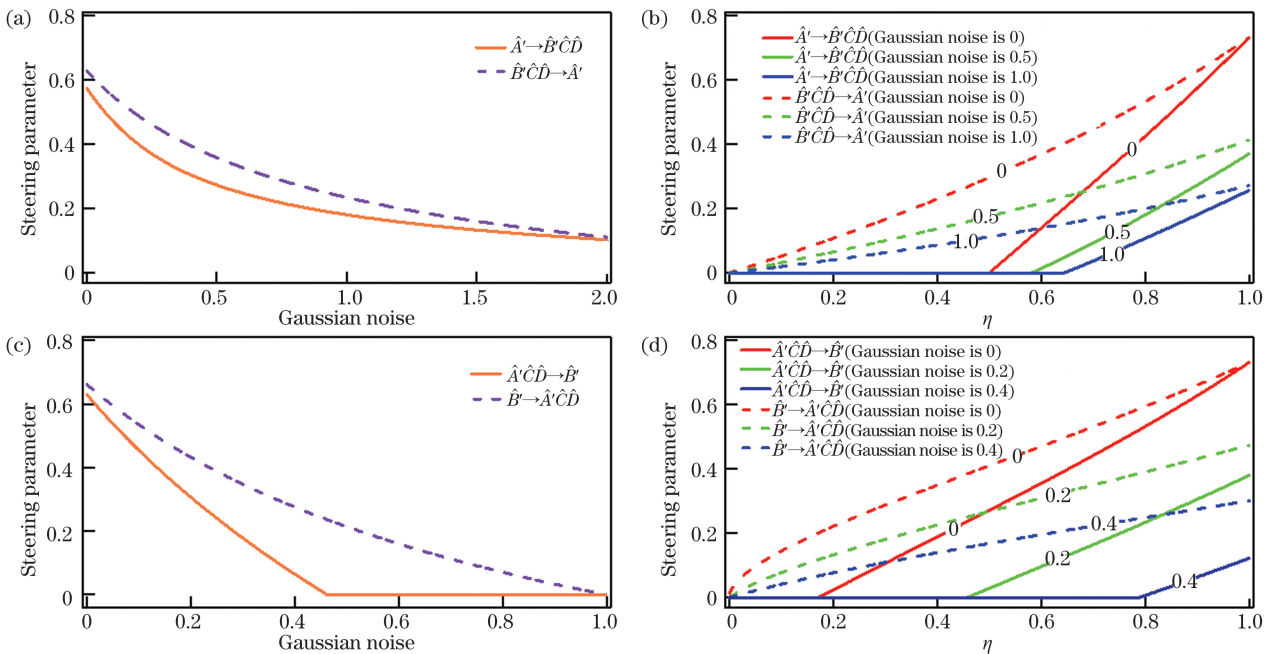 (a)
0.8
0.6
0.4
0.2
0
Steering parameter
Â′→B̂′ĈD̂
B̂′ĈD̂→Â′
0
0.5
1.0
1.5
2.0
Gaussian noise
(b)
0.8
0.6
0.4
0.2
0
Steering parameter
Â′→B̂′ĈD̂(Gaussian noise is 0)
Â′→B̂′ĈD̂(Gaussian noise is 0.5)
Â′→B̂′ĈD̂(Gaussian noise is 1.0)
B̂′ĈD̂→Â′(Gaussian noise is 0)
B̂′ĈD̂→Â′(Gaussian noise is 0.5)
B̂′ĈD̂→Â′(Gaussian noise is 1.0)
0
0
0.5
0.5
1.0
1.0
0
0.2
0.4
0.6
0.8
1.0
η
(c)
0.8
0.6
0.4
0.2
0
Steering parameter
Â′ĈD̂→B̂′
B̂′→Â′ĈD̂
0
0.2
0.4
0.6
0.8
1.0
Gaussian noise
(d)
0.8
0.6
0.4
0.2
0
Steering parameter
Â′ĈD̂→B̂′(Gaussian noise is 0)
Â′ĈD̂→B̂′(Gaussian noise is 0.2)
Â′ĈD̂→B̂′(Gaussian noise is 0.4)
B̂′→Â′ĈD̂(Gaussian noise is 0)
B̂′→Â′ĈD̂(Gaussian noise is 0.2)
B̂′→Â′ĈD̂(Gaussian noise is 0.4)
0
0.2
0.4
0
0.2
0.4
0
0.2
0.4
0.6
0.8
1.0
η